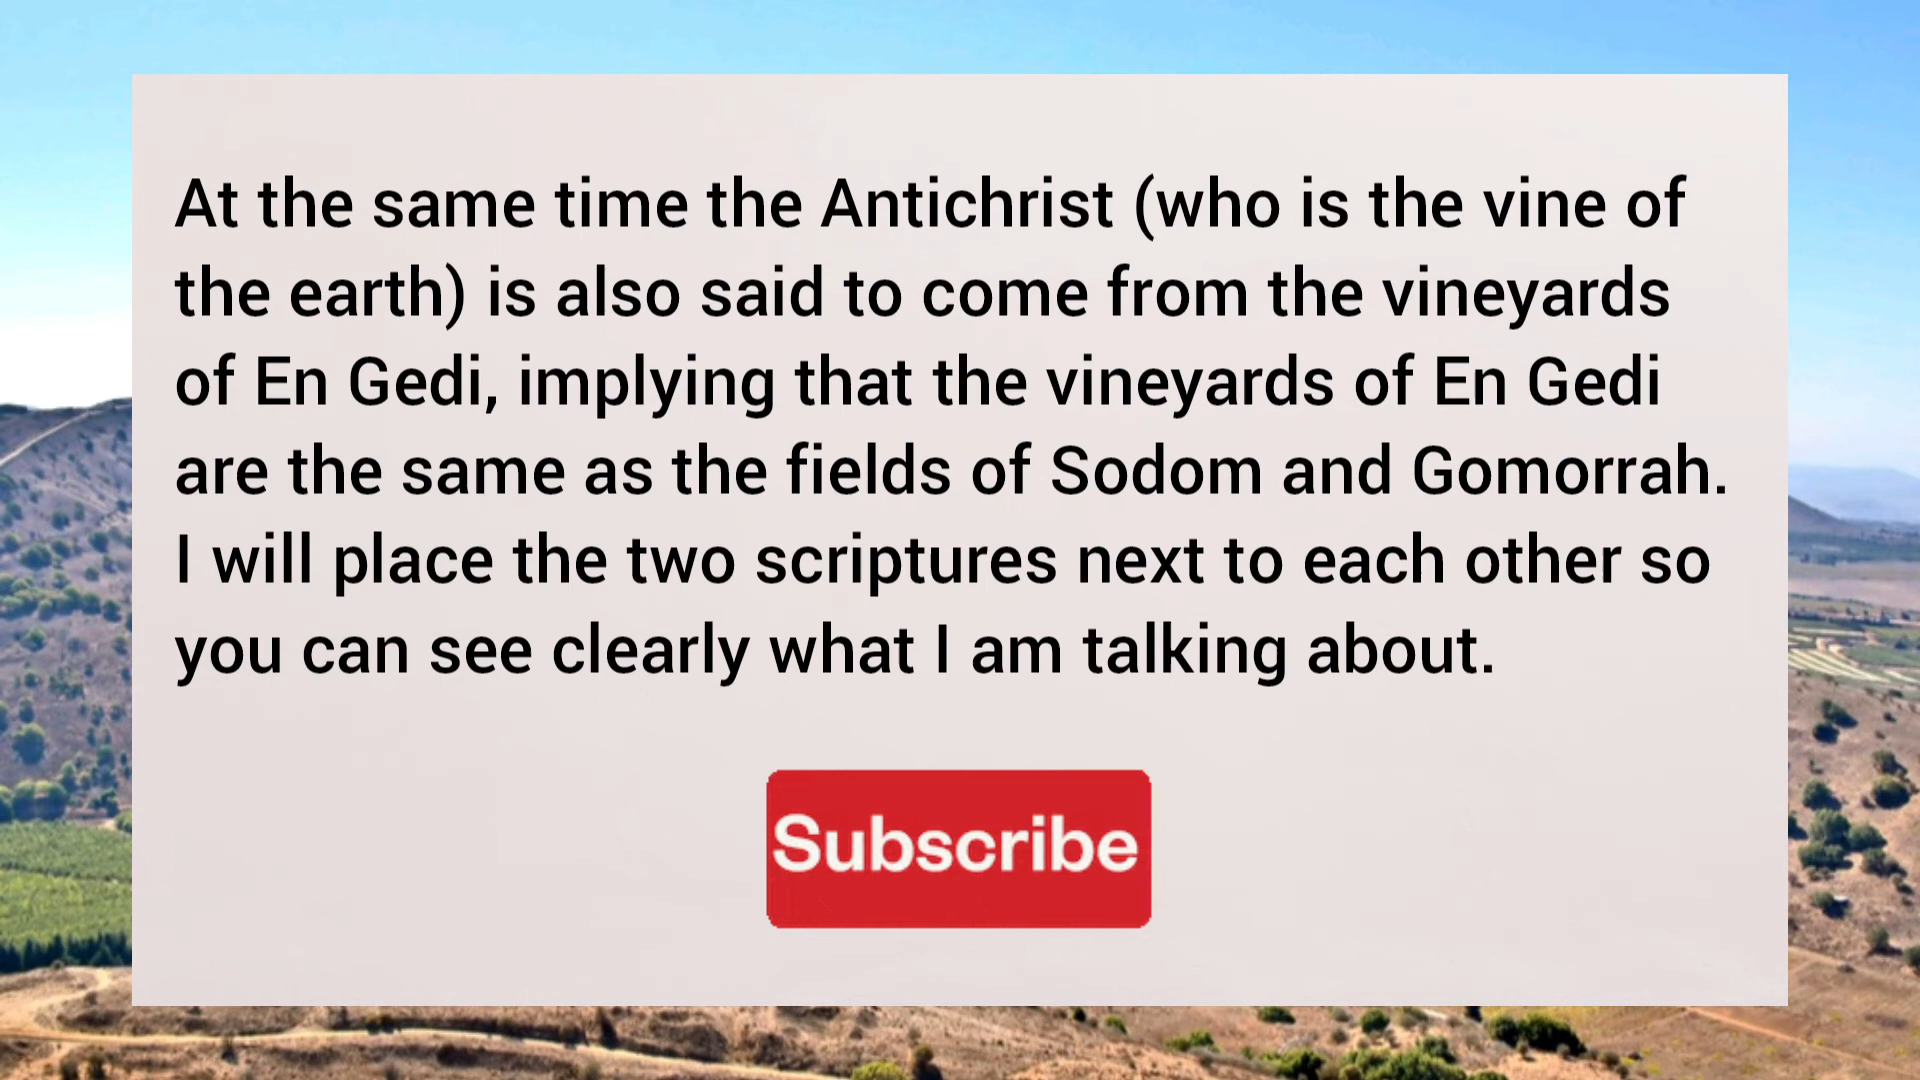 At the same time the Antichrist (who is the vine of
the earth) is also said to come from the vineyards
of En Gedi, implying that the vineyards of En Gedi
are the same as the fields of Sodom and Gomorrah.
I will place the two scriptures next to each other so
you can see clearly what I am talking about.
Subscribe